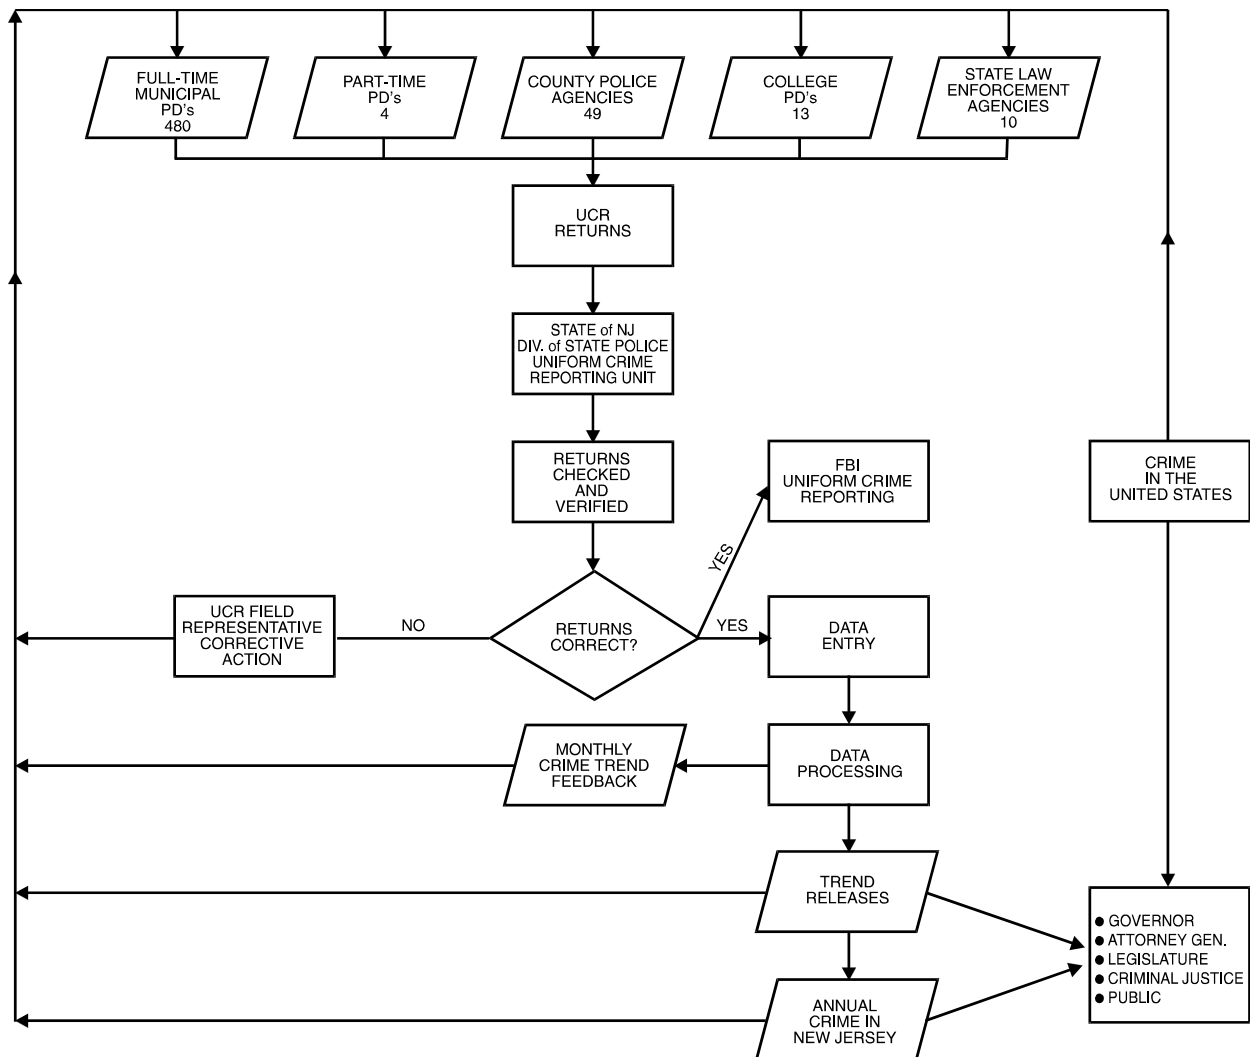 FULL-TIME
MUNICIPAL
PD's
480
PART-TIME
PD's
4
COUNTY POLICE
AGENCIES
49
COLLEGE
PD's
13
STATE LAW
ENFORCEMENT
AGENCIES
10
UCR
RETURNS
STATE of NJ
DIV. of STATE POLICE
UNIFORM CRIME
REPORTING UNIT
RETURNS
CHECKED
AND
VERIFIED
FBI
UNIFORM CRIME
REPORTING
CRIME
IN THE
UNITED STATES
YES
UCR FIELD
REPRESENTATIVE
CORRECTIVE
ACTION
NO
RETURNS
CORRECT?
YES
DATA
ENTRY
MONTHLY
CRIME TREND
FEEDBACK
DATA
PROCESSING
TREND
RELEASES
● GOVERNOR
● ATTORNEY GEN.
● LEGISLATURE
● CRIMINAL JUSTICE
● PUBLIC
ANNUAL
CRIME IN
NEW JERSEY